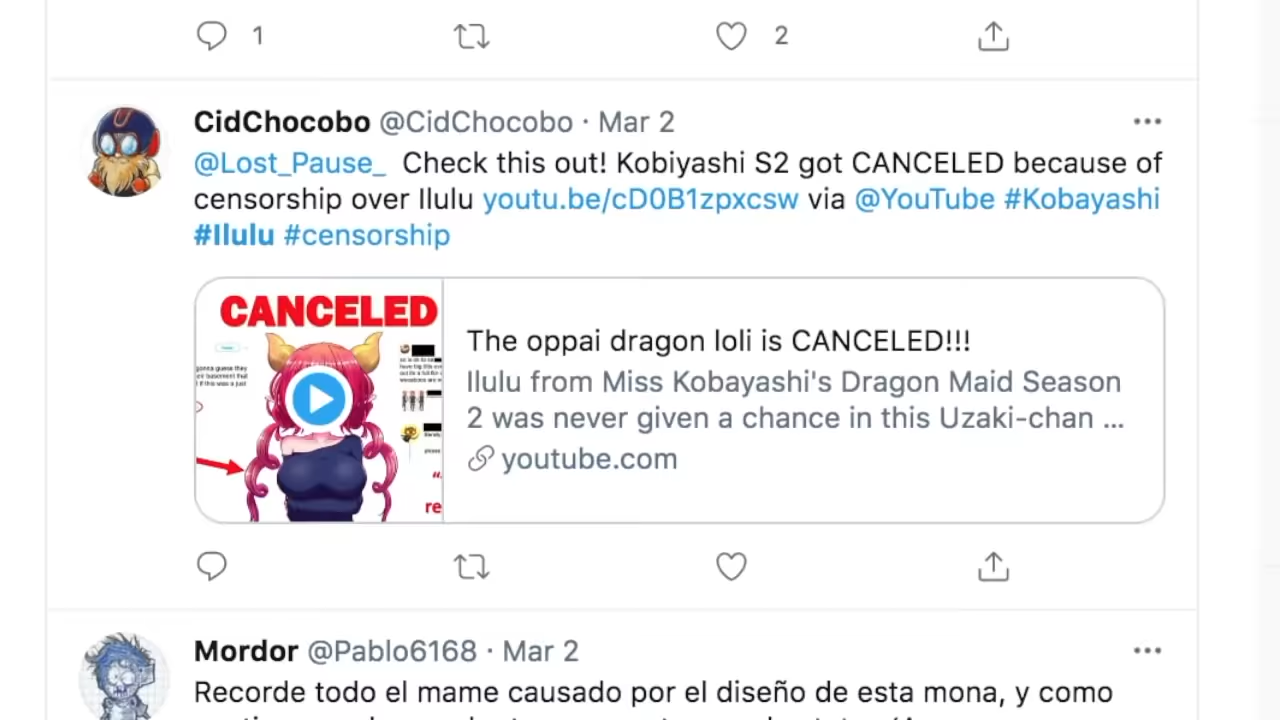 1
2
CidChocobo @CidChocobo · Mar 2
@Lost_Pause_ Check this out! Kobiyashi S2 got CANCELED because of
censorship over Ilulu youtu.be/cD0B1zpxcsw via @YouTube #Kobayashi
#Ilulu #censorship
CANCELED
The oppai dragon loli is CANCELED!!!
Ilulu from Miss Kobayashi's Dragon Maid Season
2 was never given a chance in this Uzaki-chan ...
youtube.com
re
Mordor @Pablo6168 · Mar 2
Recorde todo el mame causado por el diseño de esta mona, y como